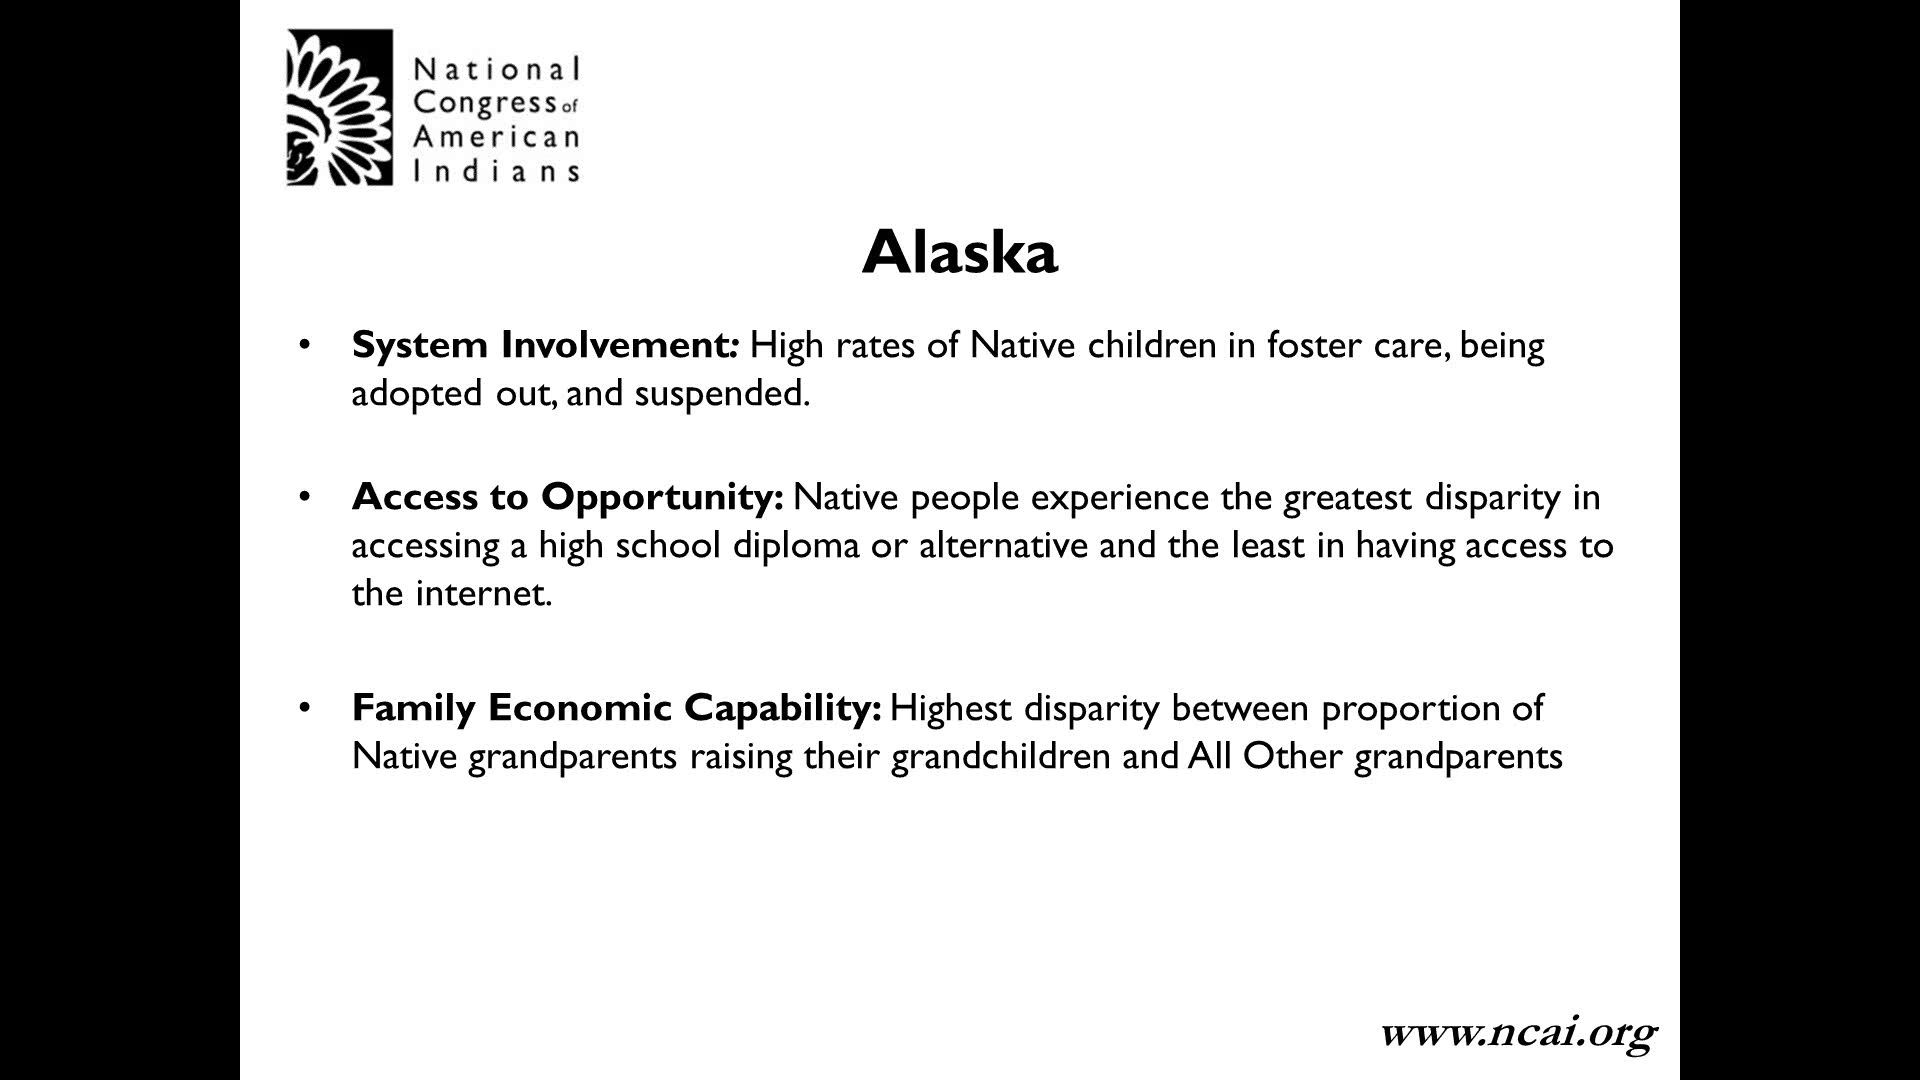 National
Congress of
American
Indians
Alaska
• System Involvement: High rates of Native children in foster care, being
adopted out, and suspended.
• Access to Opportunity: Native people experience the greatest disparity in
accessing a high school diploma or alternative and the least in having access to
the internet.
• Family Economic Capability: Highest disparity between proportion of
Native grandparents raising their grandchildren and All Other grandparents
www.ncai.org